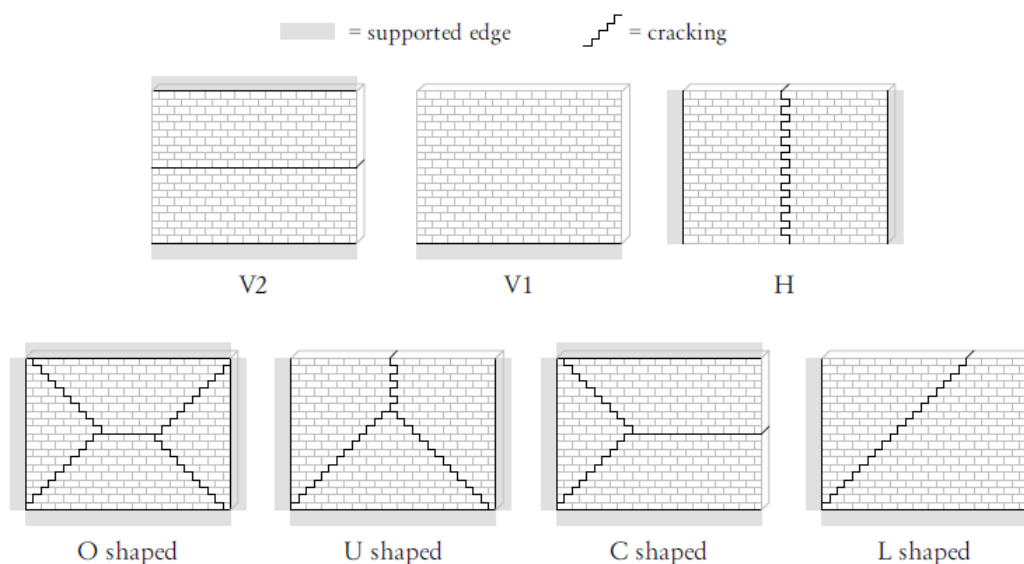 = supported edge
= cracking
V2
V1
H
O shaped
U shaped
C shaped
L shaped